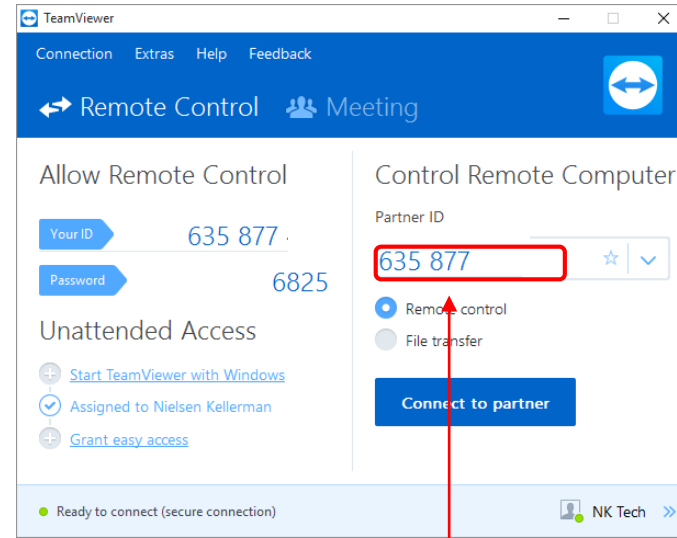 TeamViewer
Connection Extras Help Feedback
Remote Control Meeting
Allow Remote Control
Your ID 635 877
Password 6825
Unattended Access
Start TeamViewer with Windows
Assigned to Nielsen Kellerman
Grant easy access
Control Remote Computer
Partner ID
635 877
Remote control
File transfer
Connect to partner
Ready to connect (secure connection)
NK Tech